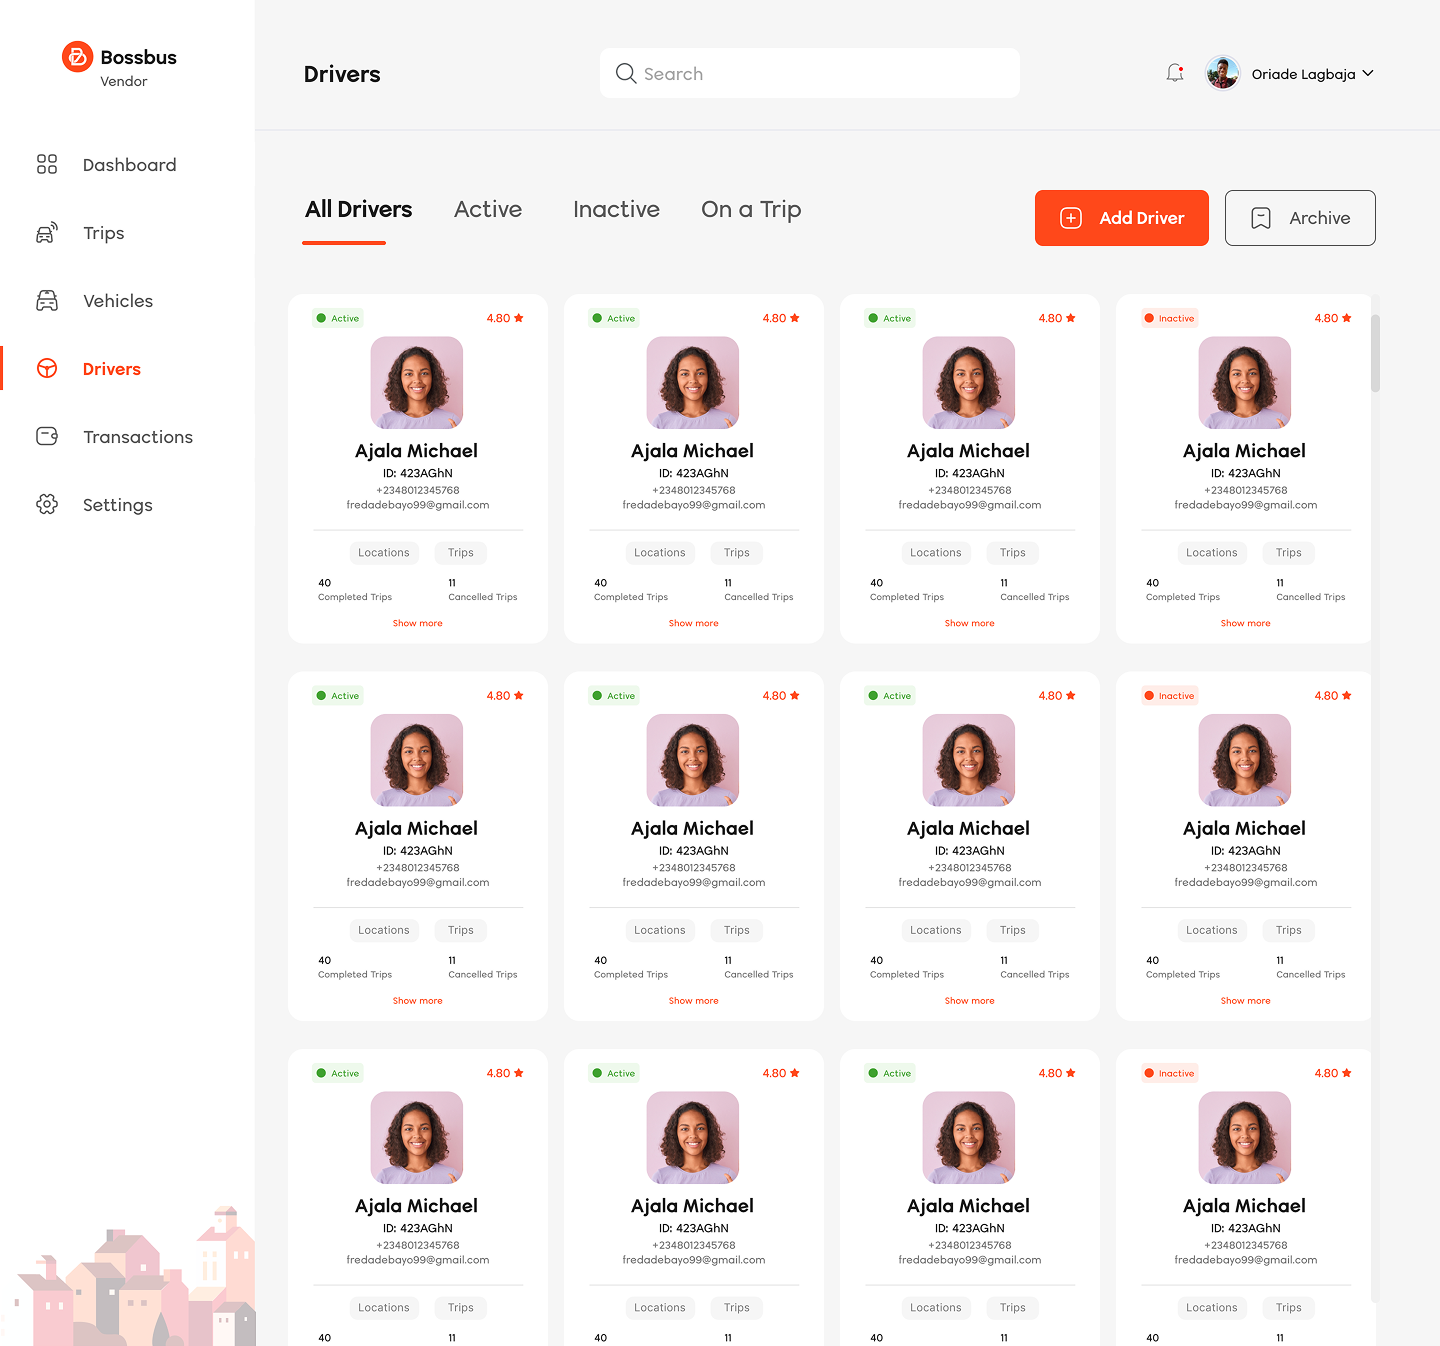 Bossbus
Vendor
Dashboard
Trips
Vehicles
Drivers
Transactions
Settings
Drivers
Search
Oriade Lagbaja
All Drivers
Active
Inactive
On a Trip
Add Driver
Archive
Active
4.80
Ajala Michael
ID: 423AGhN
+2348012345768
fredadebayo99@gmail.com
Locations
Trips
40
Completed Trips
11
Cancelled Trips
Show more
Active
4.80
Ajala Michael
ID: 423AGhN
+2348012345768
fredadebayo99@gmail.com
Locations
Trips
40
Completed Trips
11
Cancelled Trips
Show more
Active
4.80
Ajala Michael
ID: 423AGhN
+2348012345768
fredadebayo99@gmail.com
Locations
Trips
40
Completed Trips
11
Cancelled Trips
Show more
Inactive
4.80
Ajala Michael
ID: 423AGhN
+2348012345768
fredadebayo99@gmail.com
Locations
Trips
40
Completed Trips
11
Cancelled Trips
Show more
Active
4.80
Ajala Michael
ID: 423AGhN
+2348012345768
fredadebayo99@gmail.com
Locations
Trips
40
Completed Trips
11
Cancelled Trips
Show more
Active
4.80
Ajala Michael
ID: 423AGhN
+2348012345768
fredadebayo99@gmail.com
Locations
Trips
40
Completed Trips
11
Cancelled Trips
Show more
Active
4.80
Ajala Michael
ID: 423AGhN
+2348012345768
fredadebayo99@gmail.com
Locations
Trips
40
Completed Trips
11
Cancelled Trips
Show more
Inactive
4.80
Ajala Michael
ID: 423AGhN
+2348012345768
fredadebayo99@gmail.com
Locations
Trips
40
Completed Trips
11
Cancelled Trips
Show more
Active
4.80
Ajala Michael
ID: 423AGhN
+2348012345768
fredadebayo99@gmail.com
Locations
Trips
40
11
Active
4.80
Ajala Michael
ID: 423AGhN
+2348012345768
fredadebayo99@gmail.com
Locations
Trips
40
11
Active
4.80
Ajala Michael
ID: 423AGhN
+2348012345768
fredadebayo99@gmail.com
Locations
Trips
40
11
Inactive
4.80
Ajala Michael
ID: 423AGhN
+2348012345768
fredadebayo99@gmail.com
Locations
Trips
40
11